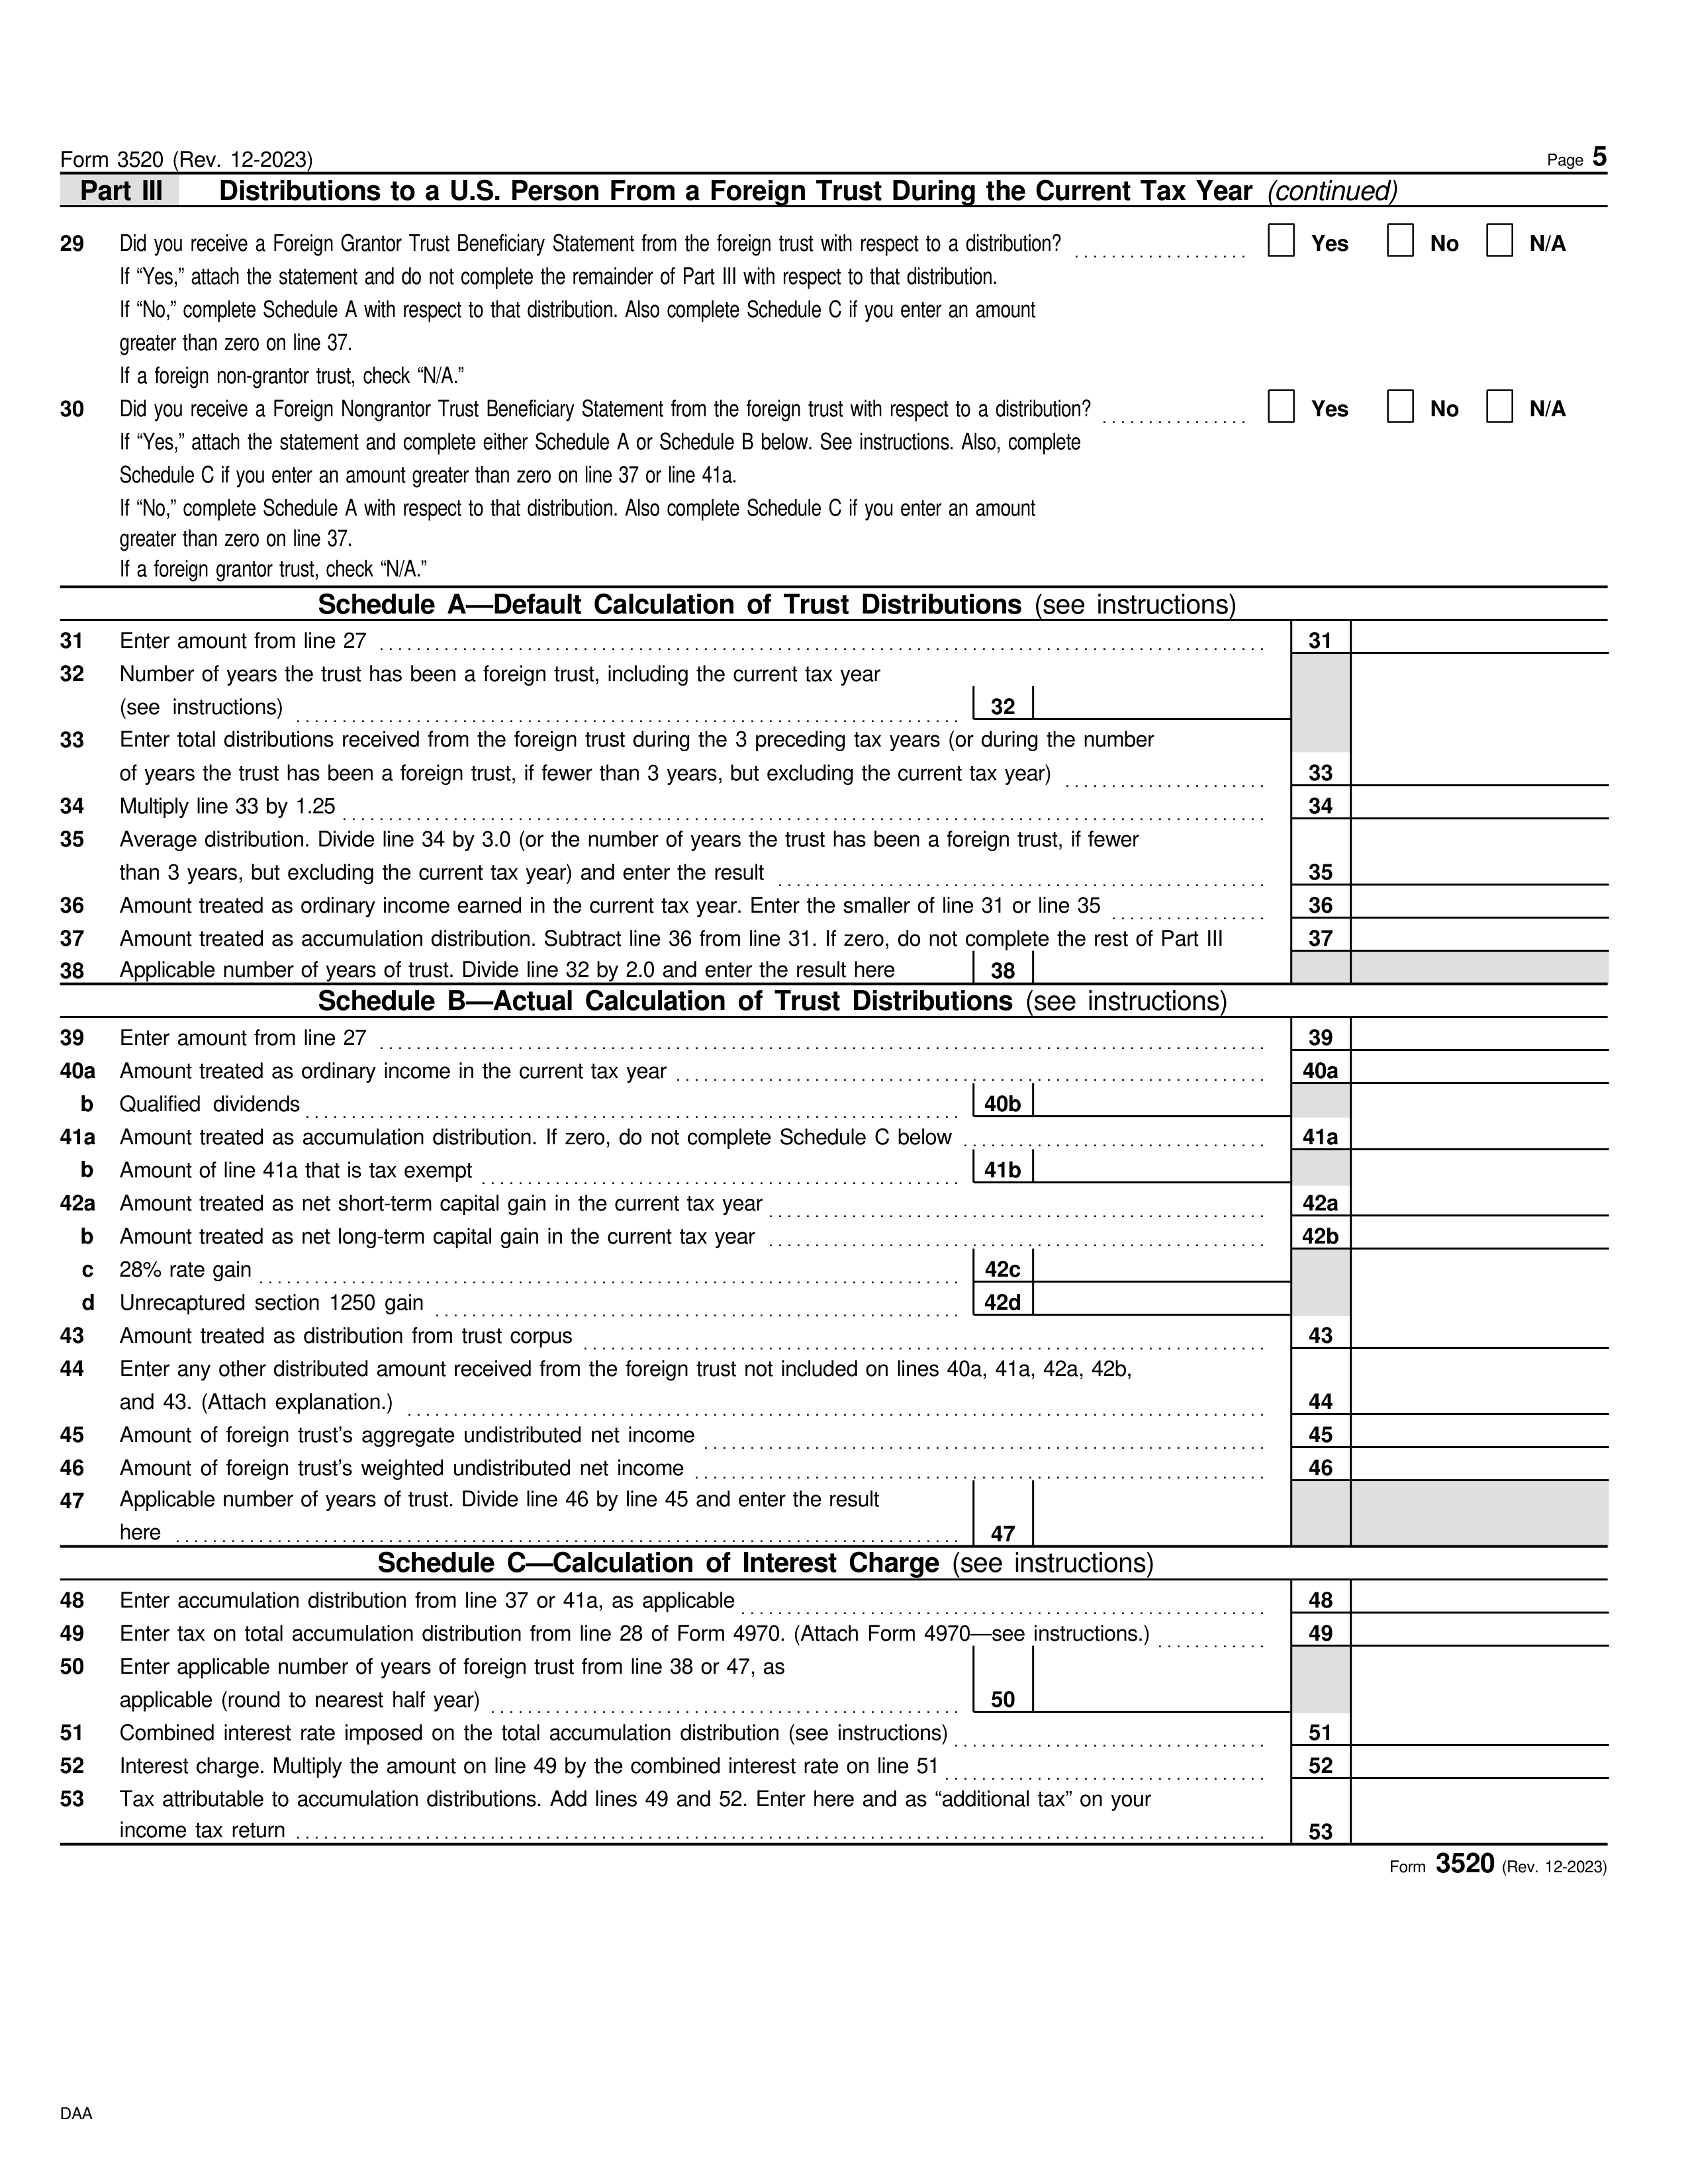 Form 3520 (Rev. 12-2023) Page 5
Part III Distributions to a U.S. Person From a Foreign Trust During the Current Tax Year (continued)
29 Did you receive a Foreign Grantor Trust Beneficiary Statement from the foreign trust with respect to a distribution? Yes No N/A
If “Yes,” attach the statement and do not complete the remainder of Part III with respect to that distribution.
If “No,” complete Schedule A with respect to that distribution. Also complete Schedule C if you enter an amount
greater than zero on line 37.
If a foreign non-grantor trust, check “N/A.”
30 Did you receive a Foreign Nongrantor Trust Beneficiary Statement from the foreign trust with respect to a distribution? Yes No N/A
If “Yes,” attach the statement and complete either Schedule A or Schedule B below. See instructions. Also, complete
Schedule C if you enter an amount greater than zero on line 37 or line 41a.
If “No,” complete Schedule A with respect to that distribution. Also complete Schedule C if you enter an amount
greater than zero on line 37.
If a foreign grantor trust, check “N/A.”
Schedule A—Default Calculation of Trust Distributions (see instructions)
31 Enter amount from line 27 31
32 Number of years the trust has been a foreign trust, including the current tax year
(see instructions) 32
33 Enter total distributions received from the foreign trust during the 3 preceding tax years (or during the number
of years the trust has been a foreign trust, if fewer than 3 years, but excluding the current tax year) 33
34 Multiply line 33 by 1.25 34
35 Average distribution. Divide line 34 by 3.0 (or the number of years the trust has been a foreign trust, if fewer
than 3 years, but excluding the current tax year) and enter the result 35
36 Amount treated as ordinary income earned in the current tax year. Enter the smaller of line 31 or line 35 36
37 Amount treated as accumulation distribution. Subtract line 36 from line 31. If zero, do not complete the rest of Part III 37
38 Applicable number of years of trust. Divide line 32 by 2.0 and enter the result here 38
Schedule B—Actual Calculation of Trust Distributions (see instructions)
39 Enter amount from line 27 39
40a Amount treated as ordinary income in the current tax year 40a
b Qualified dividends 40b
41a Amount treated as accumulation distribution. If zero, do not complete Schedule C below 41a
b Amount of line 41a that is tax exempt 41b
42a Amount treated as net short-term capital gain in the current tax year 42a
b Amount treated as net long-term capital gain in the current tax year 42b
c 28% rate gain 42c
d Unrecaptured section 1250 gain 42d
43 Amount treated as distribution from trust corpus 43
44 Enter any other distributed amount received from the foreign trust not included on lines 40a, 41a, 42a, 42b,
and 43. (Attach explanation.) 44
45 Amount of foreign trust’s aggregate undistributed net income 45
46 Amount of foreign trust’s weighted undistributed net income 46
47 Applicable number of years of trust. Divide line 46 by line 45 and enter the result
here 47
Schedule C—Calculation of Interest Charge (see instructions)
48 Enter accumulation distribution from line 37 or 41a, as applicable 48
49 Enter tax on total accumulation distribution from line 28 of Form 4970. (Attach Form 4970—see instructions.) 49
50 Enter applicable number of years of foreign trust from line 38 or 47, as
applicable (round to nearest half year) 50
51 Combined interest rate imposed on the total accumulation distribution (see instructions) 51
52 Interest charge. Multiply the amount on line 49 by the combined interest rate on line 51 52
53 Tax attributable to accumulation distributions. Add lines 49 and 52. Enter here and as “additional tax” on your
income tax return 53
Form 3520 (Rev. 12-2023)
DAA